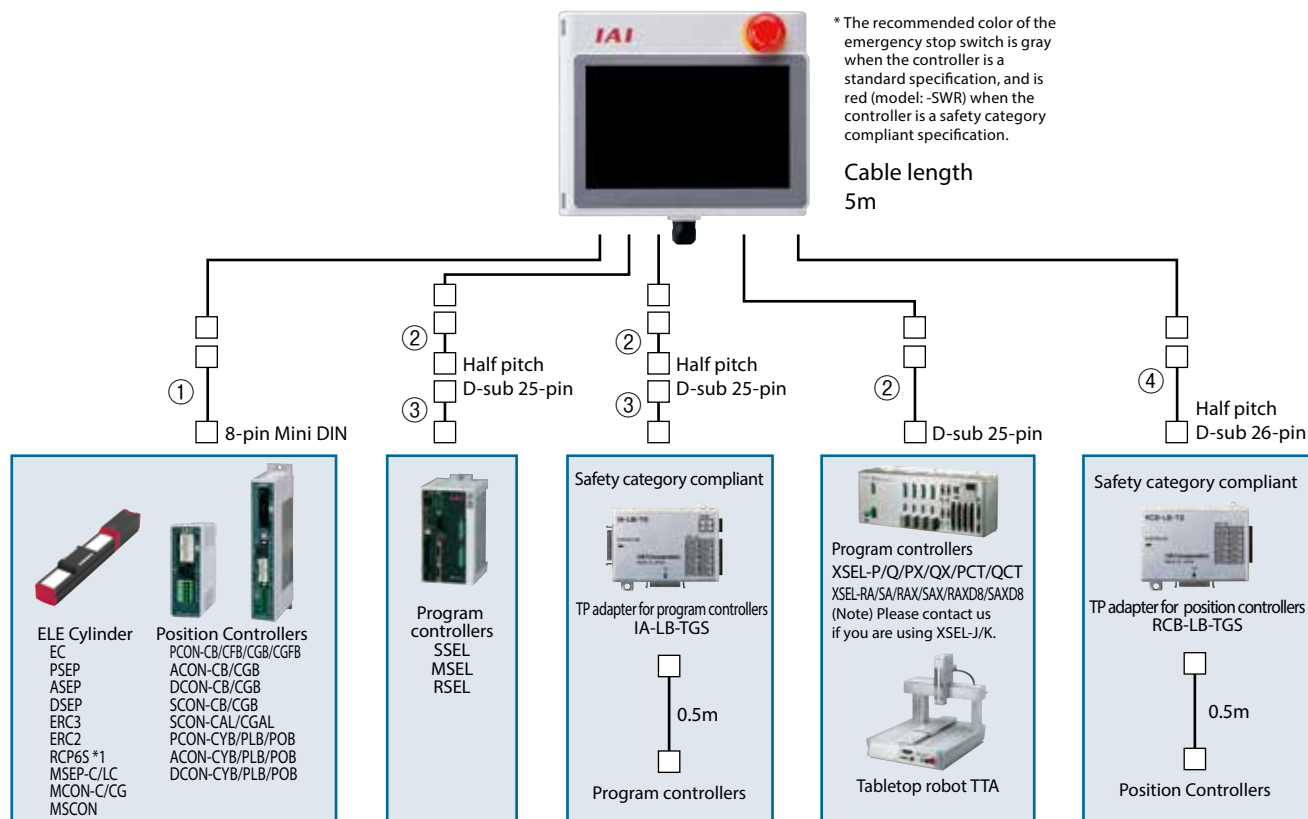 IAI
* The recommended color of the
emergency stop switch is gray
when the controller is a
standard specification, and is
red (model: -SWR) when the
controller is a safety category
compliant specification.
Cable length
5m
①
8-pin Mini DIN
②
Half pitch
D-sub 25-pin
③
②
Half pitch
D-sub 25-pin
③
②
D-sub 25-pin
④
Half pitch
D-sub 26-pin
ELE Cylinder
EC
PSEP
ASEP
DSEP
ERC3
ERC2
RCP6S *1
MSEP-C/LC
MCON-C/CG
MSCON
Position Controllers
PCON-CB/CFB/CGB/CGFB
ACON-CB/CGB
DCON-CB/CGB
SCON-CB/CGB
SCON-CAL/CGAL
PCON-CYB/PLB/POB
ACON-CYB/PLB/POB
DCON-CYB/PLB/POB
IAI
Program
controllers
SSEL
MSEL
RSEL
Safety category compliant
IA-LB-TG
TP adapter for program controllers
IA-LB-TGS
0.5m
Program controllers
Program controllers
XSEL-P/Q/PX/QX/PCT/QCT
XSEL-RA/SA/RAX/SAX/RAXD8/SAXD8
(Note) Please contact us
if you are using XSEL-J/K.
Tabletop robot TTA
Safety category compliant
RCB-LB-TG
TP adapter for position controllers
RCB-LB-TGS
0.5m
Position Controllers